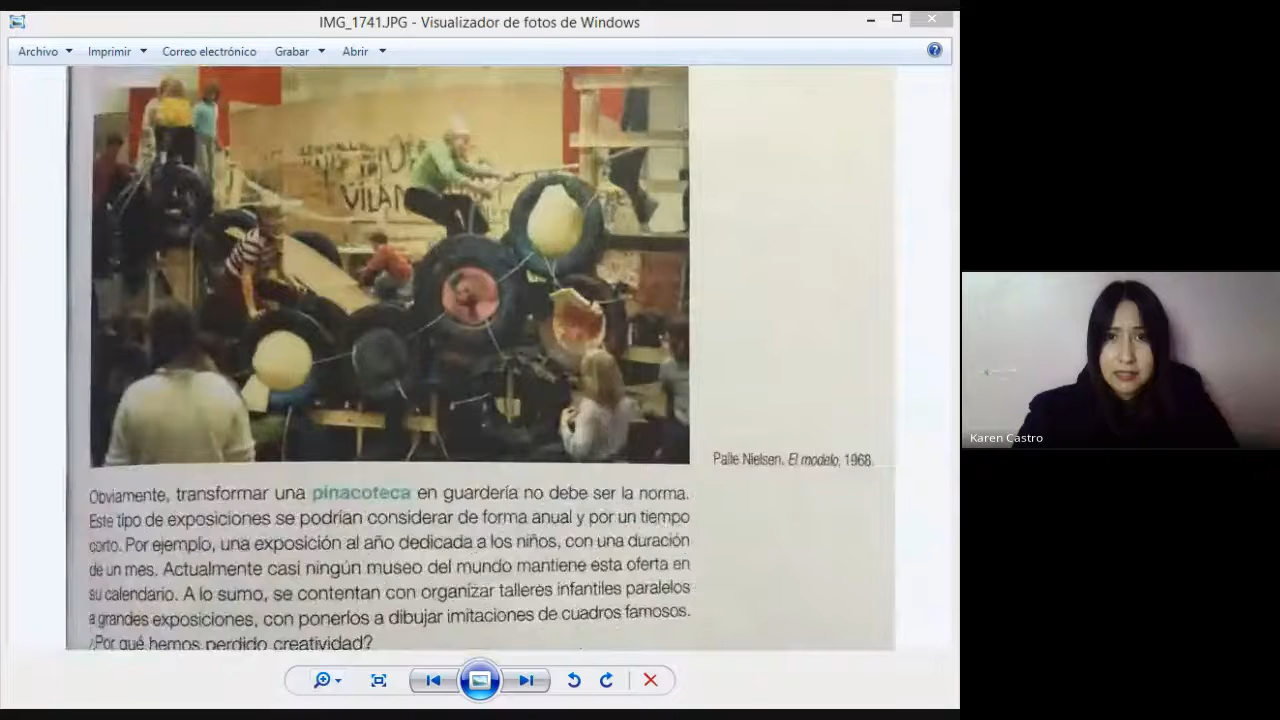 IMG_1741.JPG - Visualizador de fotos de Windows
Archivo Imprimir Correo electrónico Grabar Abrir
VILAN
Karen Castro
Palle Nielsen. El modelo, 1968.
Obviamente, transformar una pinacoteca en guardería no debe ser la norma.
Este tipo de exposiciones se podrían considerar de forma anual y por un tiempo
corto. Por ejemplo, una exposición al año dedicada a los niños, con una duración
de un mes. Actualmente casi ningún museo del mundo mantiene esta oferta en
su calendario. A lo sumo, se contentan con organizar talleres infantiles paralelos
a grandes exposiciones, con ponerlos a dibujar imitaciones de cuadros famosos.
¿Por qué hemos perdido creatividad?